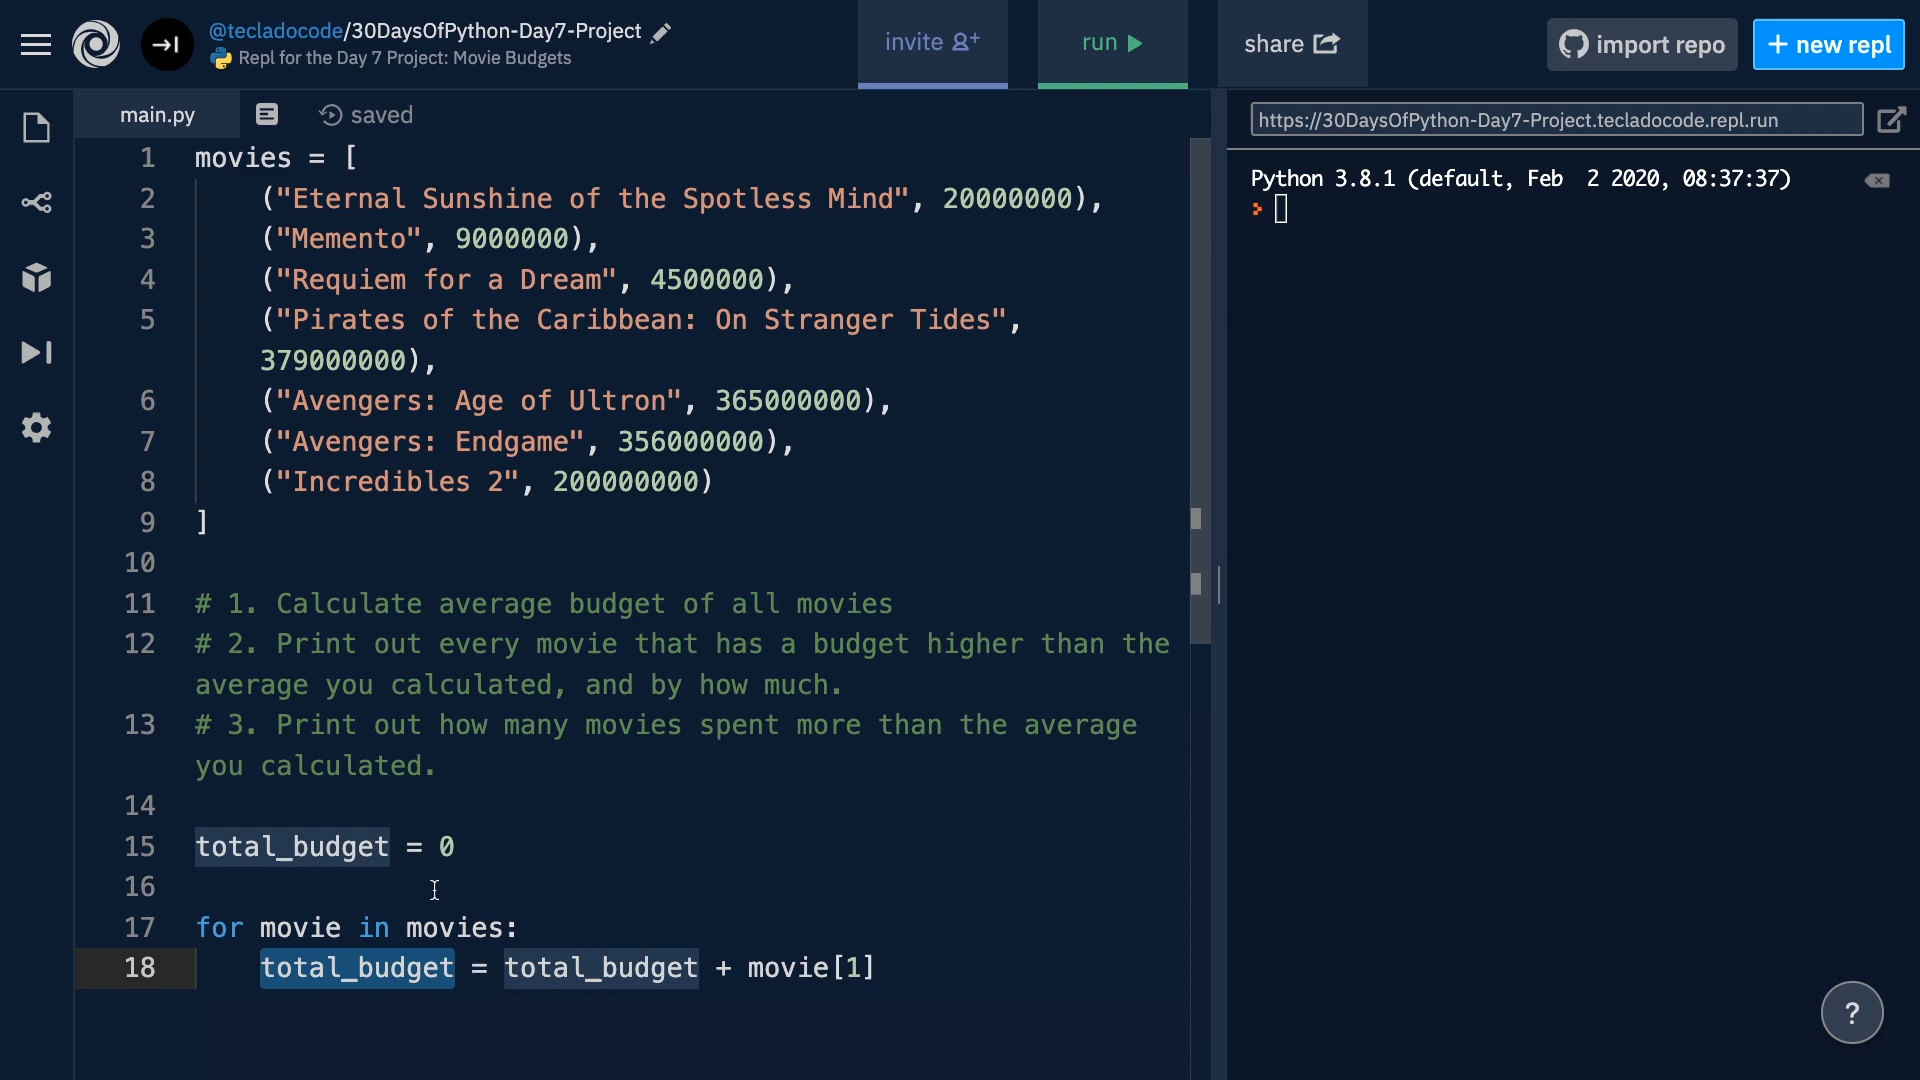 @tecladocode/30DaysOfPython-Day7-Project
Repl for the Day 7 Project: Movie Budgets
invite
run
share
import repo
+ new repl
main.py
saved
https://30DaysOfPython-Day7-Project.tecladocode.repl.run
1 movies = [
2 ("Eternal Sunshine of the Spotless Mind", 20000000),
3 ("Memento", 9000000),
4 ("Requiem for a Dream", 4500000),
5 ("Pirates of the Caribbean: On Stranger Tides",
379000000),
6 ("Avengers: Age of Ultron", 365000000),
7 ("Avengers: Endgame", 356000000),
8 ("Incredibles 2", 200000000)
9 ]
10
11 # 1. Calculate average budget of all movies
12 # 2. Print out every movie that has a budget higher than the
average you calculated, and by how much.
13 # 3. Print out how many movies spent more than the average
you calculated.
14
15 total_budget = 0
16
17 for movie in movies:
18 total_budget = total_budget + movie[1]
Python 3.8.1 (default, Feb  2 2020, 08:37:37)
?